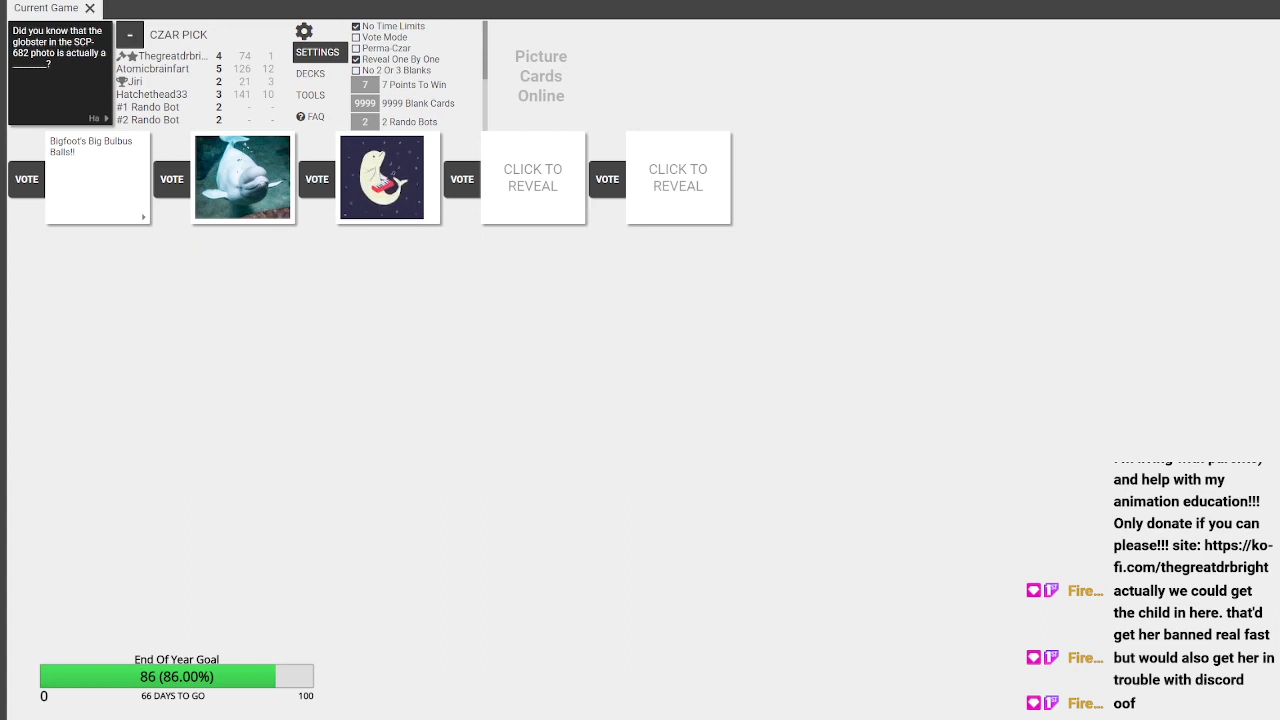 Current Game
Did you know that the
globster in the SCP-
682 photo is actually a
______?
Ha
-
CZAR PICK
Thegreatdrbri... 4 74 1
Atomicbrainfart 5 126 12
Jiri 2 21 3
Hatchethead33 3 141 10
#1 Rando Bot 2 - -
#2 Rando Bot 2 - -
SETTINGS
DECKS
TOOLS
FAQ
No Time Limits
Vote Mode
Perma-Czar
Reveal One By One
No 2 Or 3 Blanks
7 7 Points To Win
9999 9999 Blank Cards
2 2 Rando Bots
Picture
Cards
Online
VOTE
Bigfoot's Big Bulbus
Balls!!
VOTE
VOTE
VOTE
CLICK TO
REVEAL
VOTE
CLICK TO
REVEAL
and help with my
animation education!!!
Only donate if you can
please!!! site: https://ko-
fi.com/thegreatdrbright
Fire... actually we could get
the child in here. that'd
get her banned real fast
Fire... but would also get her in
trouble with discord
Fire... oof
End Of Year Goal
86 (86.00%)
0 66 DAYS TO GO 100